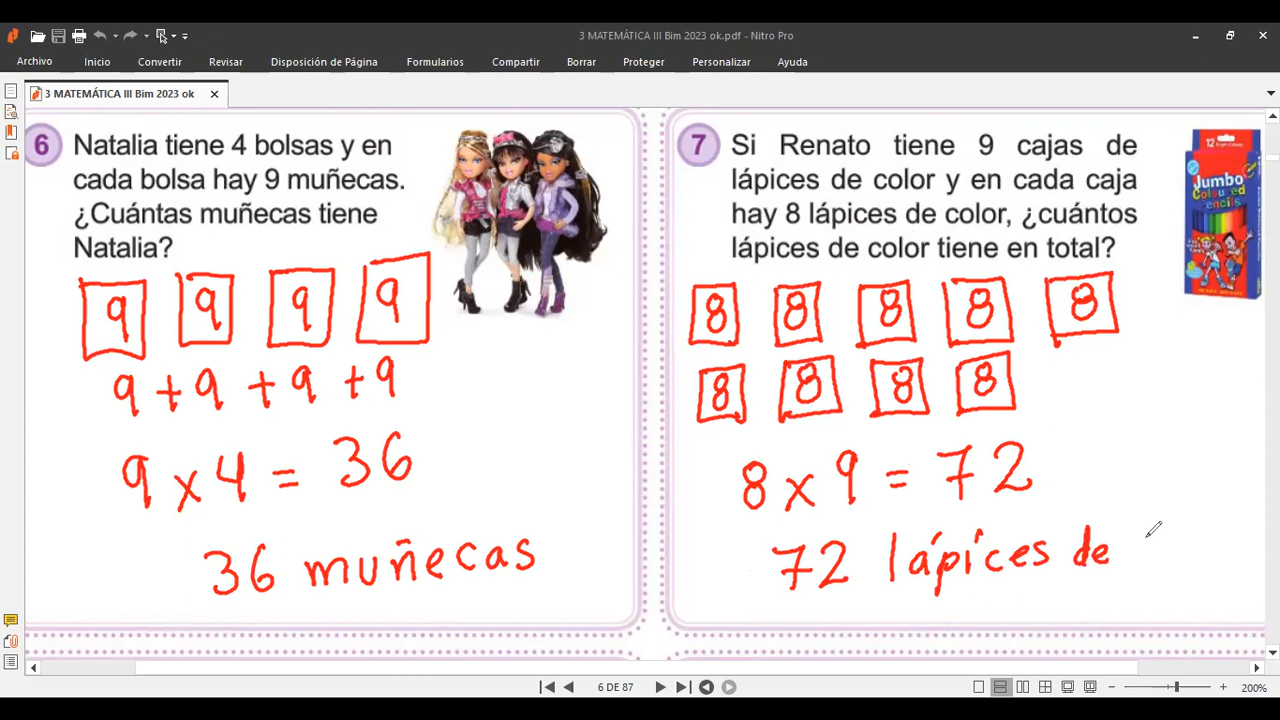 3 MATEMÁTICA III Bim 2023 ok.pdf - Nitro Pro
Archivo Inicio Convertir Revisar Disposición de Página Formularios Compartir Borrar Proteger Personalizar Ayuda
3 MATEMÁTICA III Bim 2023 ok
6
Natalia tiene 4 bolsas y en
cada bolsa hay 9 muñecas.
¿Cuántas muñecas tiene
Natalia?
9 9 9 9
9 + 9 + 9 + 9
9 x 4 = 36
36 muñecas
7
Si Renato tiene 9 cajas de
lápices de color y en cada caja
hay 8 lápices de color, ¿cuántos
lápices de color tiene en total?
12
Jumbo
Coloured
Pencils
8 8 8 8 8
8 8 8 8
8 x 9 = 72
72 lápices de
6 DE 87
200%